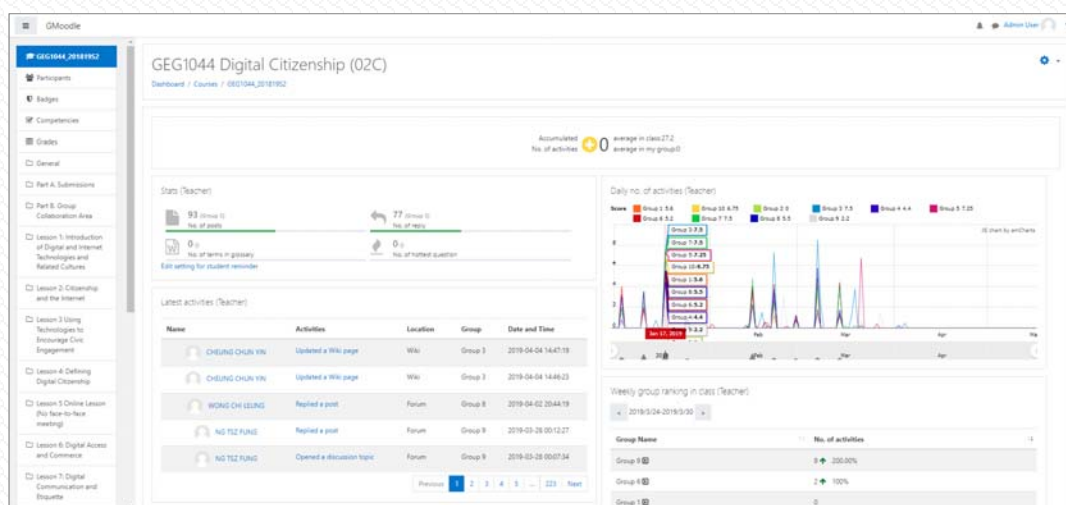 GMoodle
Admin User
GEG1044_201819S2
Participants
Badges
Competencies
Grades
General
Part A: Submissions
Part B: Group
Collaboration Area
Lesson 1: Introduction
of Digital and Internet
Technologies and
Related Cultures
Lesson 2: Citizenship
and the Internet
Lesson 3 Using
Technologies to
Encourage Civic
Engagement
Lesson 4: Defining
Digital Citizenship
Lesson 5 Online Lesson
(No face-to-face
meeting)
Lesson 6: Digital Access
and Commerce
Lesson 7: Digital
Communication and
Etiquette
GEG1044 Digital Citizenship (02C)
Dashboard / Courses / GEG1044_201819S2
Accumulated
No. of activities
0
average in class:27.2
average in my group:0
Stats (Teacher)
93 (Group 5)
No. of posts
77 (Group 5)
No. of reply
0
No. of terms in glossary
0
No. of hottest question
Edit setting for student reminder
Latest activities (Teacher)
Name Activities Location Group Date and Time
CHEUNG CHUN YIN Updated a Wiki page Wiki Group 3 2019-04-04 14:47:19
CHEUNG CHUN YIN Updated a Wiki page Wiki Group 3 2019-04-04 14:46:23
WONG CHI LEUNG Replied a post Forum Group 8 2019-04-02 20:44:19
NG TSZ FUNG Replied a post Forum Group 9 2019-03-28 00:12:27
NG TSZ FUNG Opened a discussion topic Forum Group 9 2019-03-28 00:07:34
Previous 1 2 3 4 5 ... 223 Next
Daily no. of activities (Teacher)
Score Group 1 5.6 Group 10 6.75 Group 2 0 Group 3 7.5 Group 4 4.4 Group 5 7.25
Group 6 5.2 Group 7 7.5 Group 8 5.5 Group 9 2.2
JS chart by amCharts
Group 3:7.5
Group 7:7.5
Group 5:7.25
Group 10:6.75
Group 1:5.6
Group 8:5.5
Group 6:5.2
Group 4:4.4
8
6
4
2
0
Jan 17, 2019
Feb
Mar
Apr
Feb
Mar
Apr
Weekly group ranking in class (Teacher)
2019/3/24-2019/3/30
Group Name No. of activities
Group 9 9 200.00%
Group 6 2 100%
Group 1 0